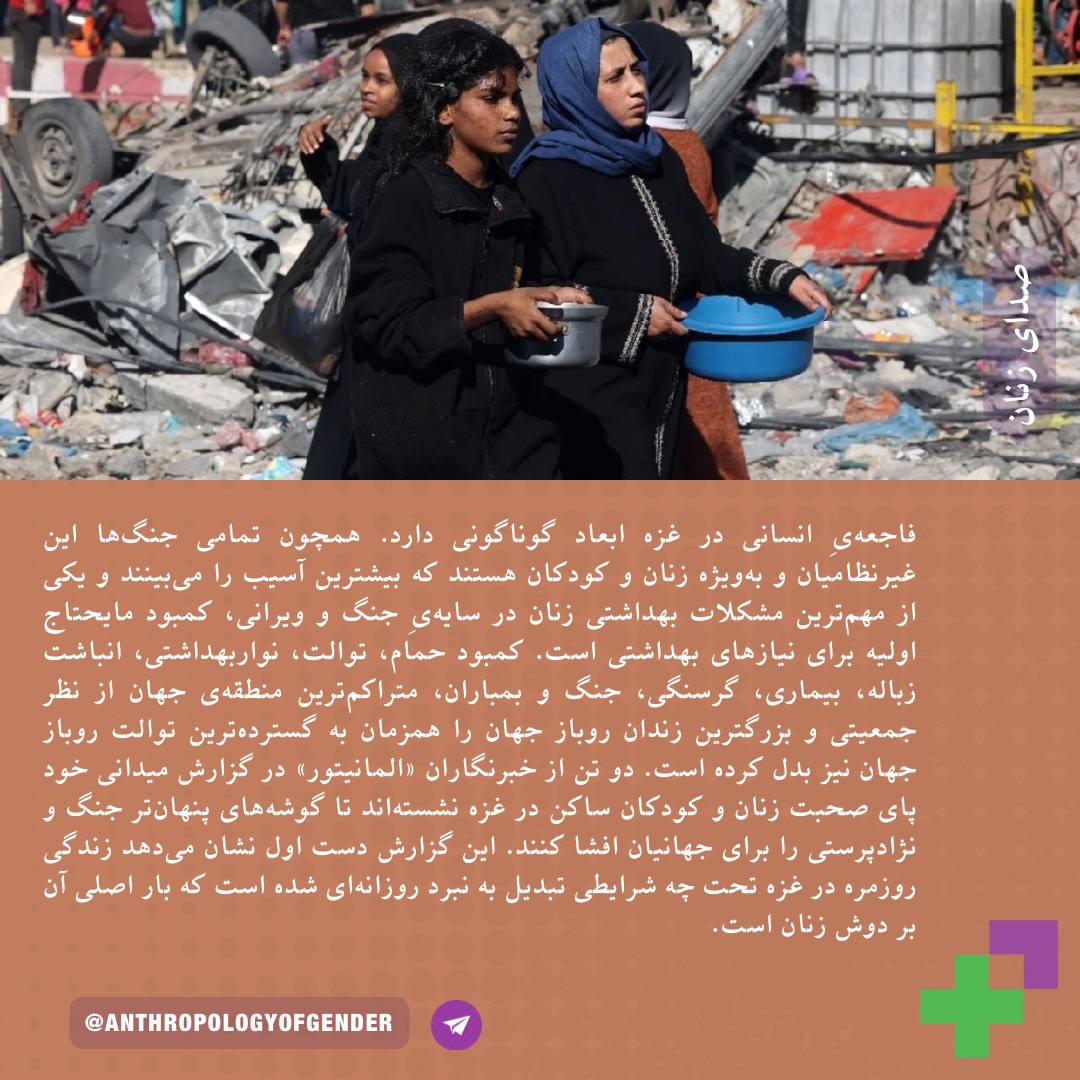 صدای زنان
فاجعه‌یِ انسانی در غزه ابعاد گوناگونی دارد. همچون تمامی جنگ‌ها این
غیرنظامیان و به‌ویژه زنان و کودکان هستند که بیشترین آسیب را می‌بینند و یکی
از مهم‌ترین مشکلات بهداشتی زنان در سایه‌یِ جنگ و ویرانی، کمبود مایحتاج
اولیه برای نیازهای بهداشتی است. کمبود حمام، توالت، نواربهداشتی، انباشت
زباله، بیماری، گرسنگی، جنگ و بمباران، متراکم‌ترین منطقه‌ی جهان از نظر
جمعیتی و بزرگترین زندان روباز جهان را همزمان به گسترده‌ترین توالت روباز
جهان نیز بدل کرده است. دو تن از خبرنگاران «المانیتور» در گزارش میدانی خود
پای صحبت زنان و کودکان ساکن در غزه نشسته‌اند تا گوشه‌های پنهان‌تر جنگ و
نژادپرستی را برای جهانیان افشا کنند. این گزارش دست اول نشان می‌دهد زندگی
روزمره در غزه تحت چه شرایطی تبدیل به نبرد روزانه‌ای شده است که بار اصلی آن
بر دوش زنان است.
@ANTHROPOLOGYOFGENDER